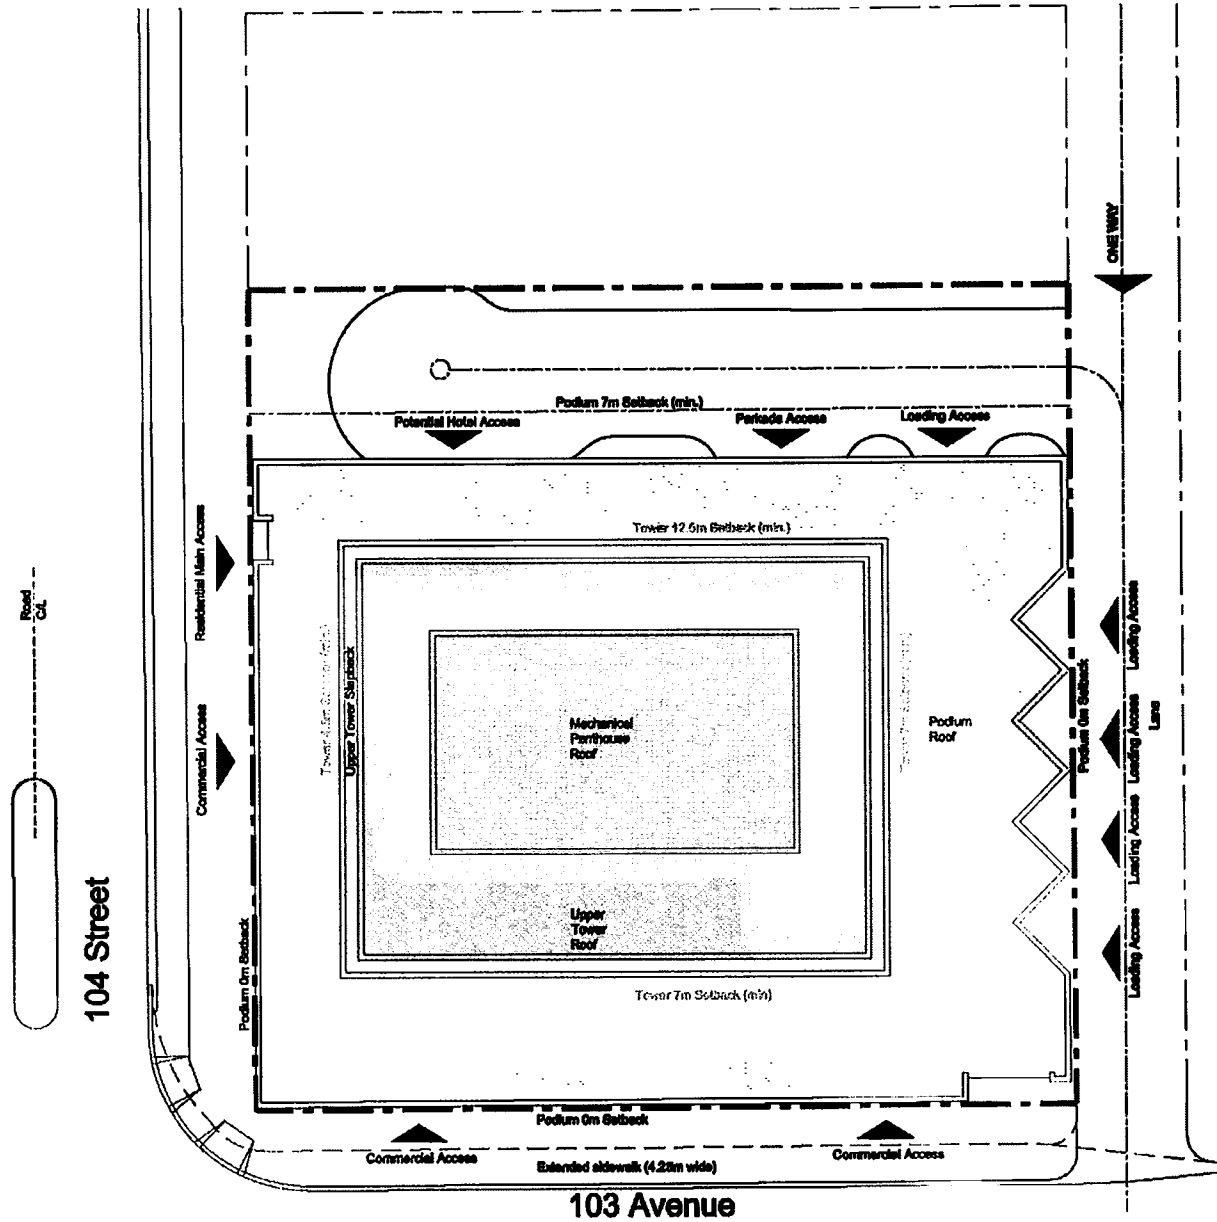 ONE WAY
Podium 7m Setback (min.)
Potential Hotel Access
Parkade Access
Loading Access
Residential Main Access
Tower 12.5m Setback (min.)
Road
C/L
Upper Tower Stepback
Mechanical
Penthouse
Roof
Podium
Roof
Loading Access
Podium 0m Setback
Lane
Commercial Access
Loading Access
Loading Access
104 Street
Podium 0m Setback
Upper
Tower
Roof
Loading Access
Tower 7m Setback (min)
Podium 0m Setback
Commercial Access
Commercial Access
Extended sidewalk (4.28m wide)
103 Avenue